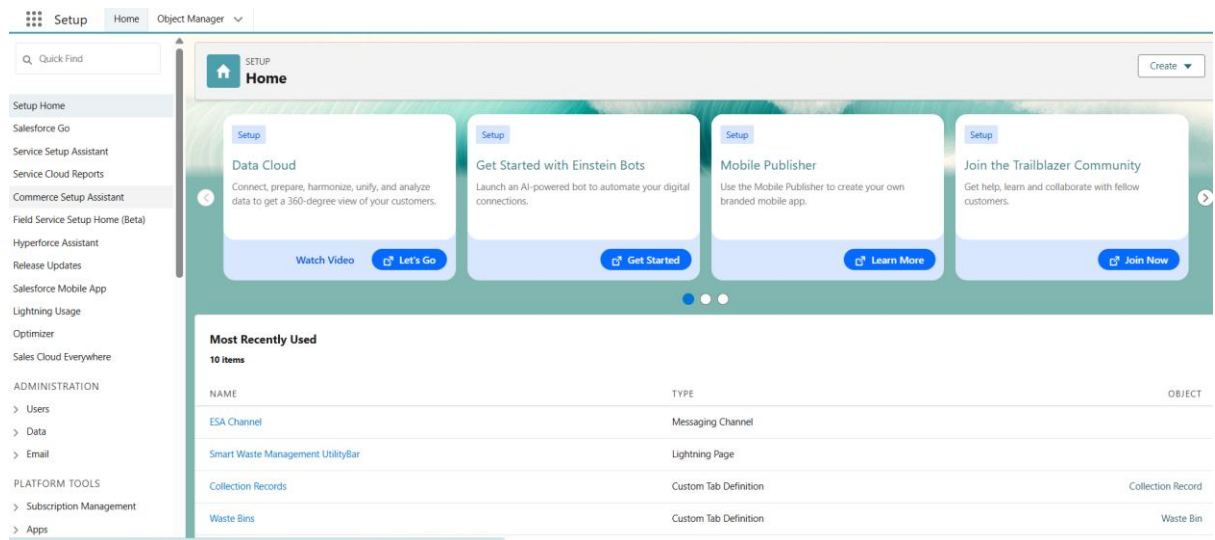 Setup Home Object Manager
Quick Find
Setup Home
Salesforce Go
Service Setup Assistant
Service Cloud Reports
Commerce Setup Assistant
Field Service Setup Home (Beta)
Hyperforce Assistant
Release Updates
Salesforce Mobile App
Lightning Usage
Optimizer
Sales Cloud Everywhere
ADMINISTRATION
Users
Data
Email
PLATFORM TOOLS
Subscription Management
Apps
SETUP
Home
Create
Setup
Data Cloud
Connect, prepare, harmonize, unify, and analyze
data to get a 360-degree view of your customers.
Watch Video Let's Go
Setup
Get Started with Einstein Bots
Launch an AI-powered bot to automate your digital
connections.
Get Started
Setup
Mobile Publisher
Use the Mobile Publisher to create your own
branded mobile app.
Learn More
Setup
Join the Trailblazer Community
Get help, learn and collaborate with fellow
customers.
Join Now
Most Recently Used
10 items
NAME TYPE OBJECT
ESA Channel Messaging Channel
Smart Waste Management UtilityBar Lightning Page
Collection Records Custom Tab Definition Collection Record
Waste Bins Custom Tab Definition Waste Bin